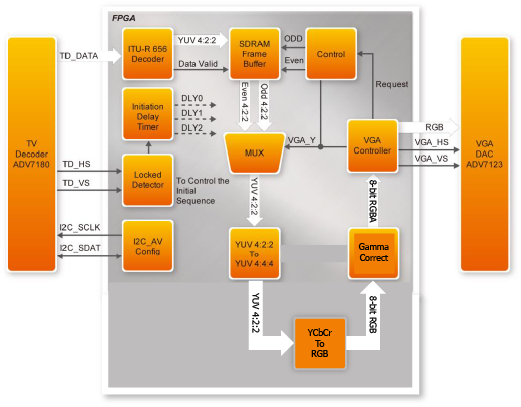 FPGA
TD_DATA
ITU-R 656
Decoder
YUV 4:2:2
Data Valid
SDRAM
Frame
Buffer
ODD
Even
Control
Request
Initiation
Delay
Timer
DLY0
DLY1
DLY2
Even 4:2:2
Odd 4:2:2
MUX
VGA_Y
VGA
Controller
RGB
VGA_HS
VGA_VS
TV
Decoder
ADV7180
VGA
DAC
ADV7123
TD_HS
TD_VS
Locked
Detector
To Control the
Initial
Sequence
YUV 4:2:2
8-bit RGBA
I2C_SCLK
I2C_SDAT
I2C_AV
Config
YUV 4:2:2
To
YUV 4:4:4
Gamma
Correct
YUV 4:2:2
YCbCr
To
RGB
8-bit RGB